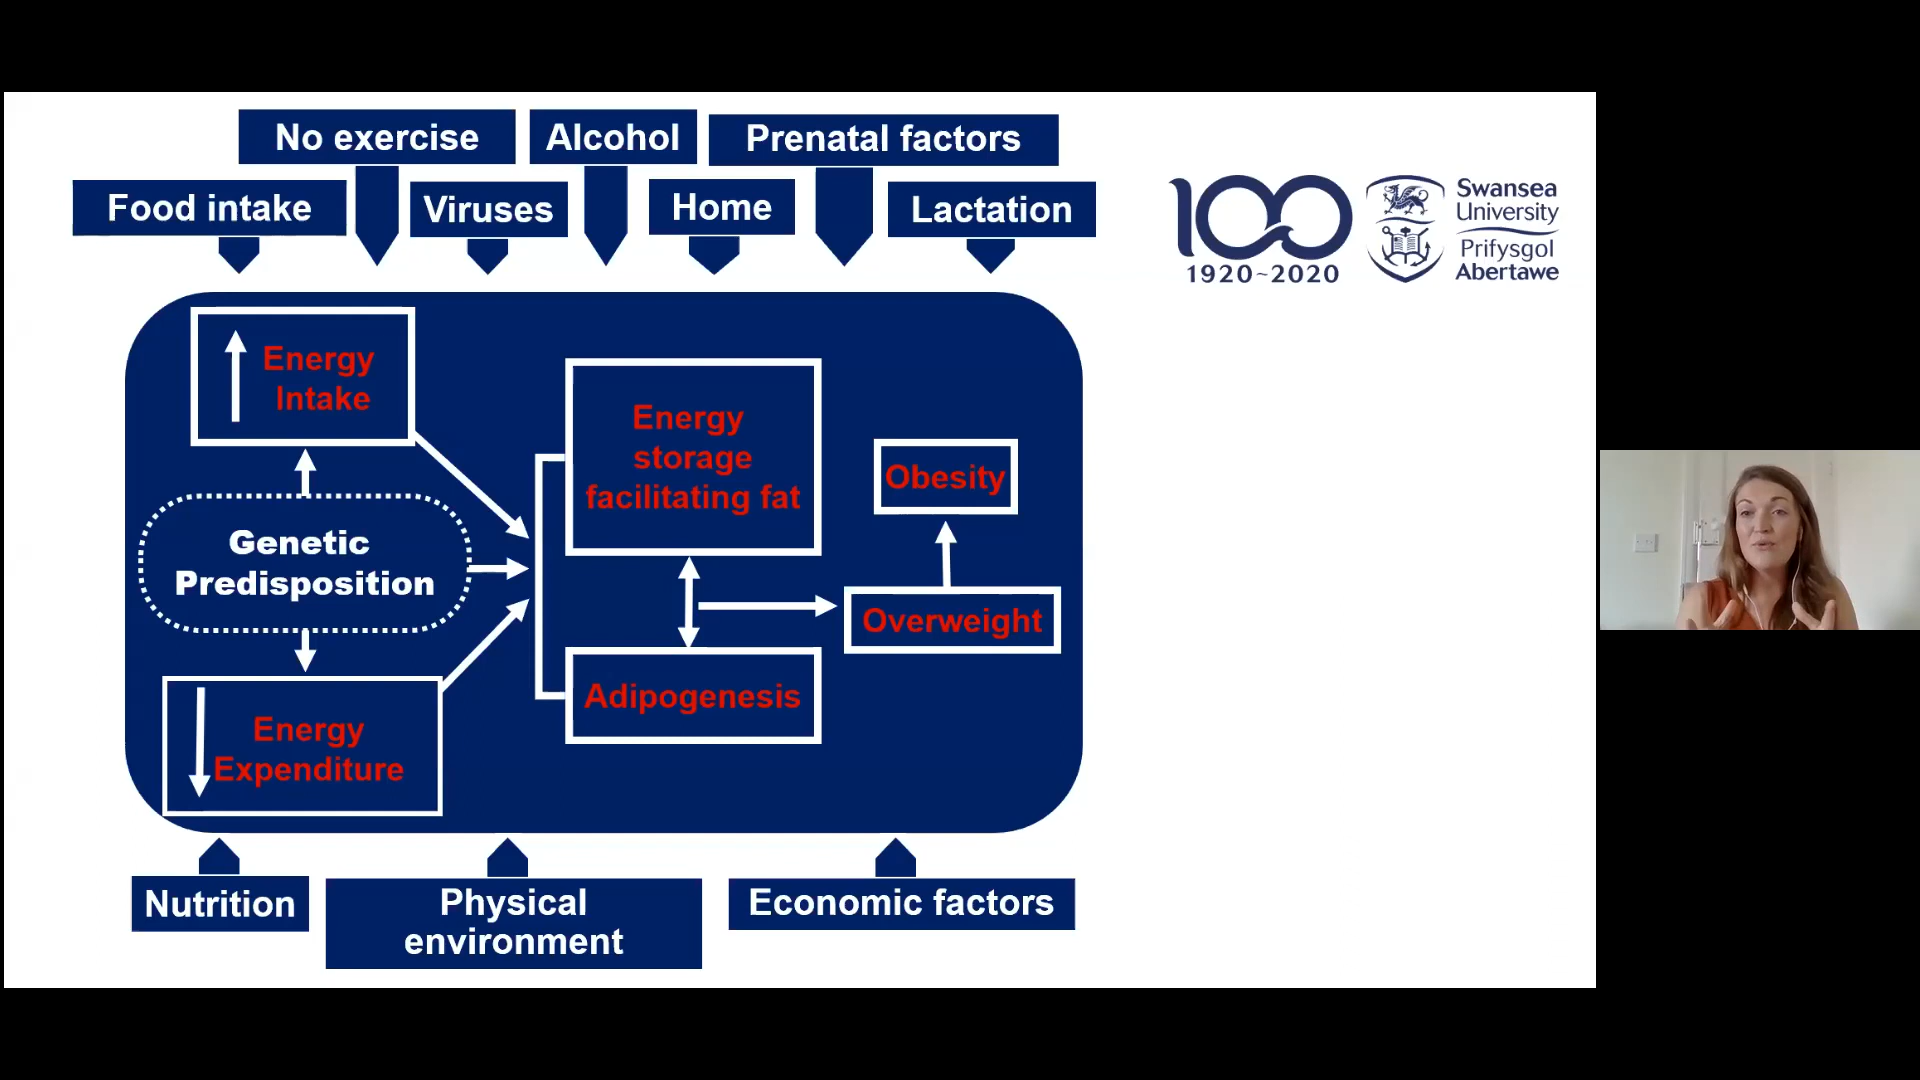 No exercise
Alcohol
Prenatal factors
Food intake
Viruses
Home
Lactation
100
1920~2020
Swansea
University
Prifysgol
Abertawe
Energy
Intake
Energy
storage
facilitating fat
Obesity
Genetic
Predisposition
Overweight
Adipogenesis
Energy
Expenditure
Nutrition
Physical
environment
Economic factors